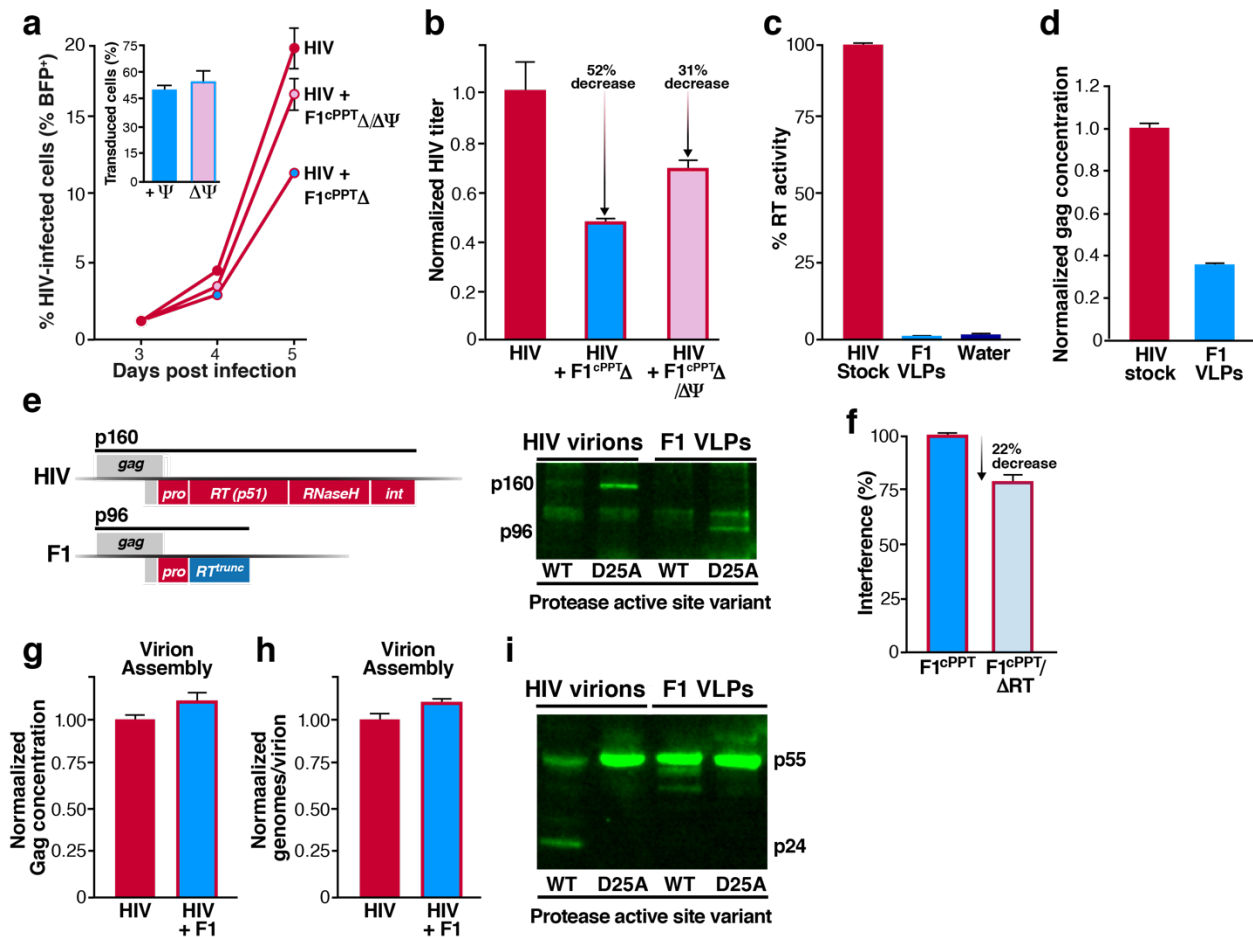 a
20
15
10
5
0
% HIV-infected cells (% BFP⁺)
3
4
5
Days post infection
75
60
45
30
15
0
Transduced cells (%)
+ Ψ
ΔΨ
HIV
HIV +
F1ᶜᴾᴾᵀΔ/ΔΨ
HIV +
F1ᶜᴾᴾᵀΔ
b
1.0
0.8
0.6
0.4
0.2
0.0
Normalized HIV titer
52%
decrease
31%
decrease
HIV
HIV
+ F1ᶜᴾᴾᵀΔ
HIV
+ F1ᶜᴾᴾᵀΔ
/ΔΨ
c
100
75
50
25
0
% RT activity
HIV
Stock
F1
VLPs
Water
d
1.2
1.0
0.8
0.6
0.4
0.2
0.0
Normaalized gag concentration
HIV
stock
F1
VLPs
e
p160
gag
HIV
pro
RT (p51)
RNaseH
int
p96
gag
F1
pro
RTᵗʳᵘⁿᶜ
HIV virions
F1 VLPs
p160
p96
WT
D25A
WT
D25A
Protease active site variant
f
100
75
50
25
0
Interference (%)
22%
decrease
F1ᶜᴾᴾᵀ
F1ᶜᴾᴾᵀ/
ΔRT
g
Virion
Assembly
1.00
0.75
0.50
0.25
0
Normaalized
Gag concentration
HIV
HIV
+ F1
h
Virion
Assembly
1.00
0.75
0.50
0.25
0
Normaalized
genomes/virion
HIV
HIV
+ F1
i
HIV virions
F1 VLPs
p55
p24
WT
D25A
WT
D25A
Protease active site variant